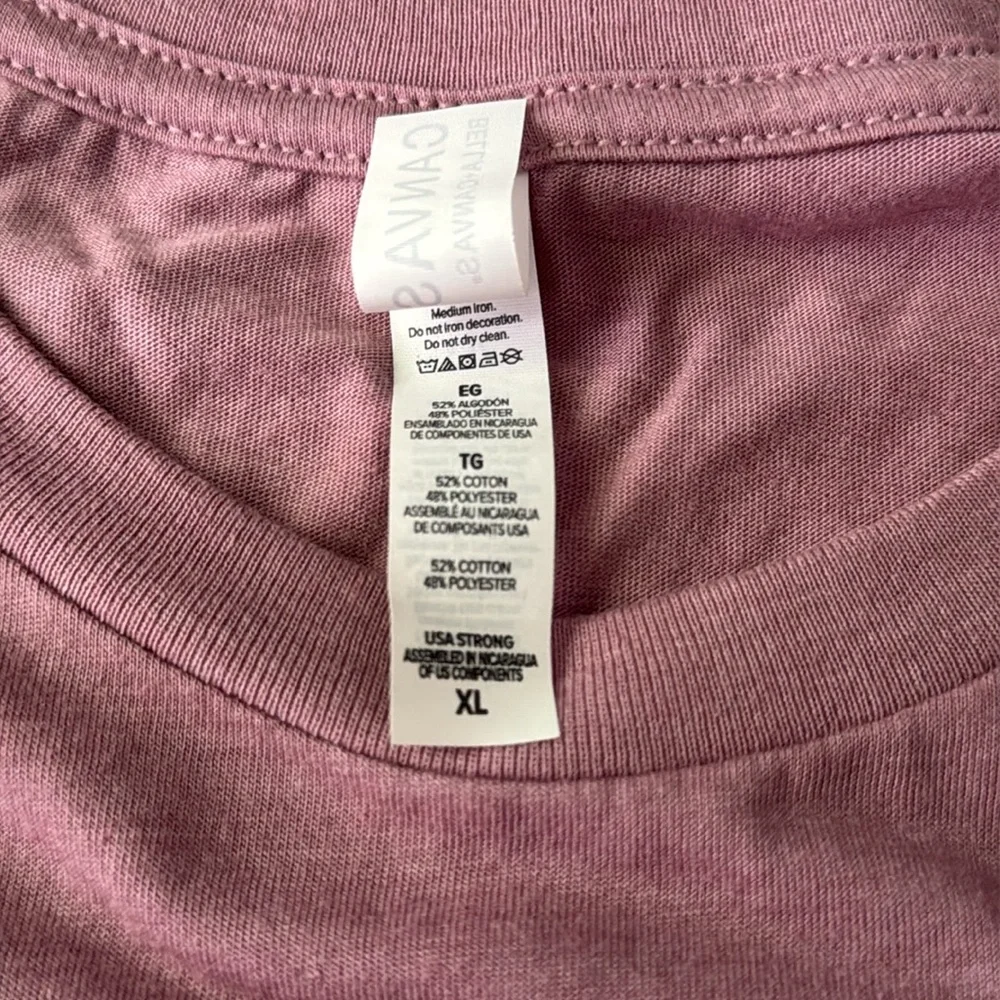 CANVAS
BELLA+CANVAS®
Medium Iron.
Do not iron decoration.
Do not dry clean.
EG
52% ALGODÓN
48% POLIÉSTER
ENSAMBLADO EN NICARAGUA
DE COMPONENTES DE USA
TG
52% COTON
48% POLYESTER
ASSEMBLÉ AU NICARAGUA
DE COMPOSANTS USA
52% COTTON
48% POLYESTER
USA STRONG
ASSEMBLED IN NICARAGUA
OF US COMPONENTS
XL